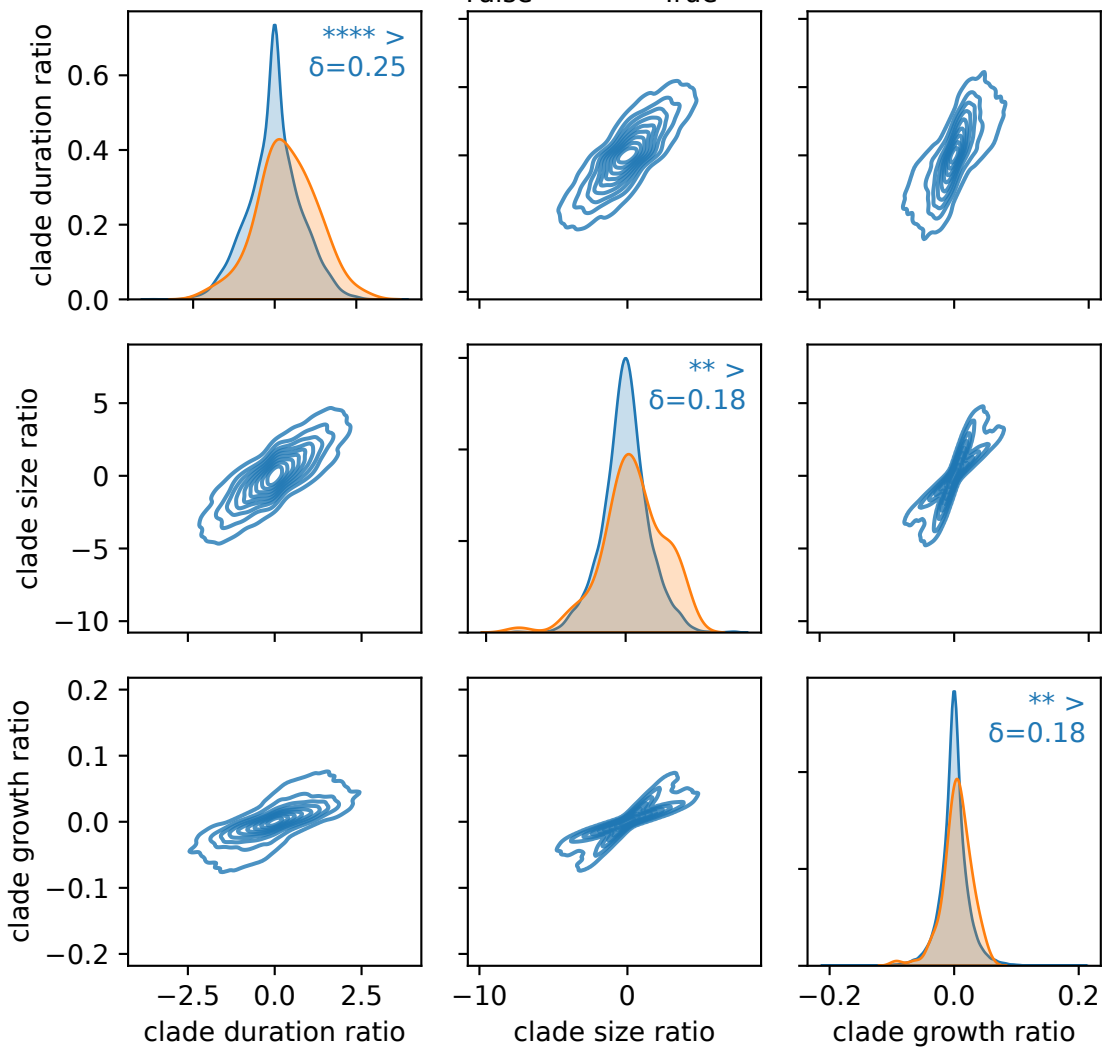 False True
clade duration ratio
0.6
0.4
0.2
0.0
**** >
δ=0.25
clade size ratio
5
0
−5
−10
** >
δ=0.18
clade growth ratio
0.2
0.1
0.0
−0.1
−0.2
** >
δ=0.18
−2.5 0.0 2.5
−10 0
−0.2 0.0 0.2
clade duration ratio
clade size ratio
clade growth ratio